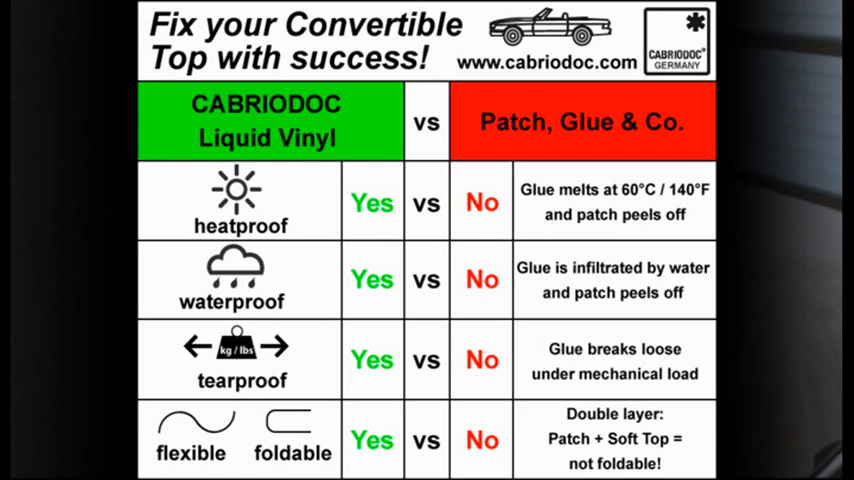 Fix your Convertible
Top with success!
www.cabriodoc.com
CABRIODOC®
GERMANY
CABRIODOC
Liquid Vinyl
vs
Patch, Glue & Co.
heatproof
Yes
vs
No
Glue melts at 60°C / 140°F
and patch peels off
waterproof
Yes
vs
No
Glue is infiltrated by water
and patch peels off
kg / lbs
tearproof
Yes
vs
No
Glue breaks loose
under mechanical load
flexible
foldable
Yes
vs
No
Double layer:
Patch + Soft Top =
not foldable!